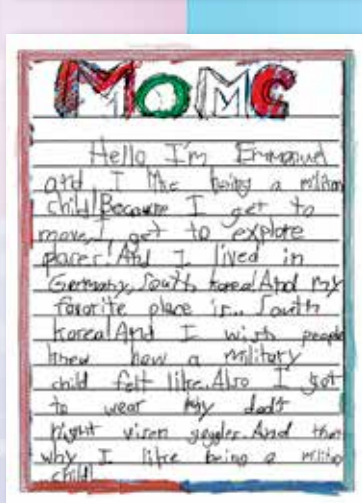 MOMC
Hello I'm Emmanuel
and I like being a military
child! Because I get to
move, I get to explore
places! And I lived in
Germany, South korea! And my
favorite place is... South
korea! And I wish people
knew how a military
child felt like. Also I got
to wear my dad's
night vison goggles. And that
why I like being a military
child!